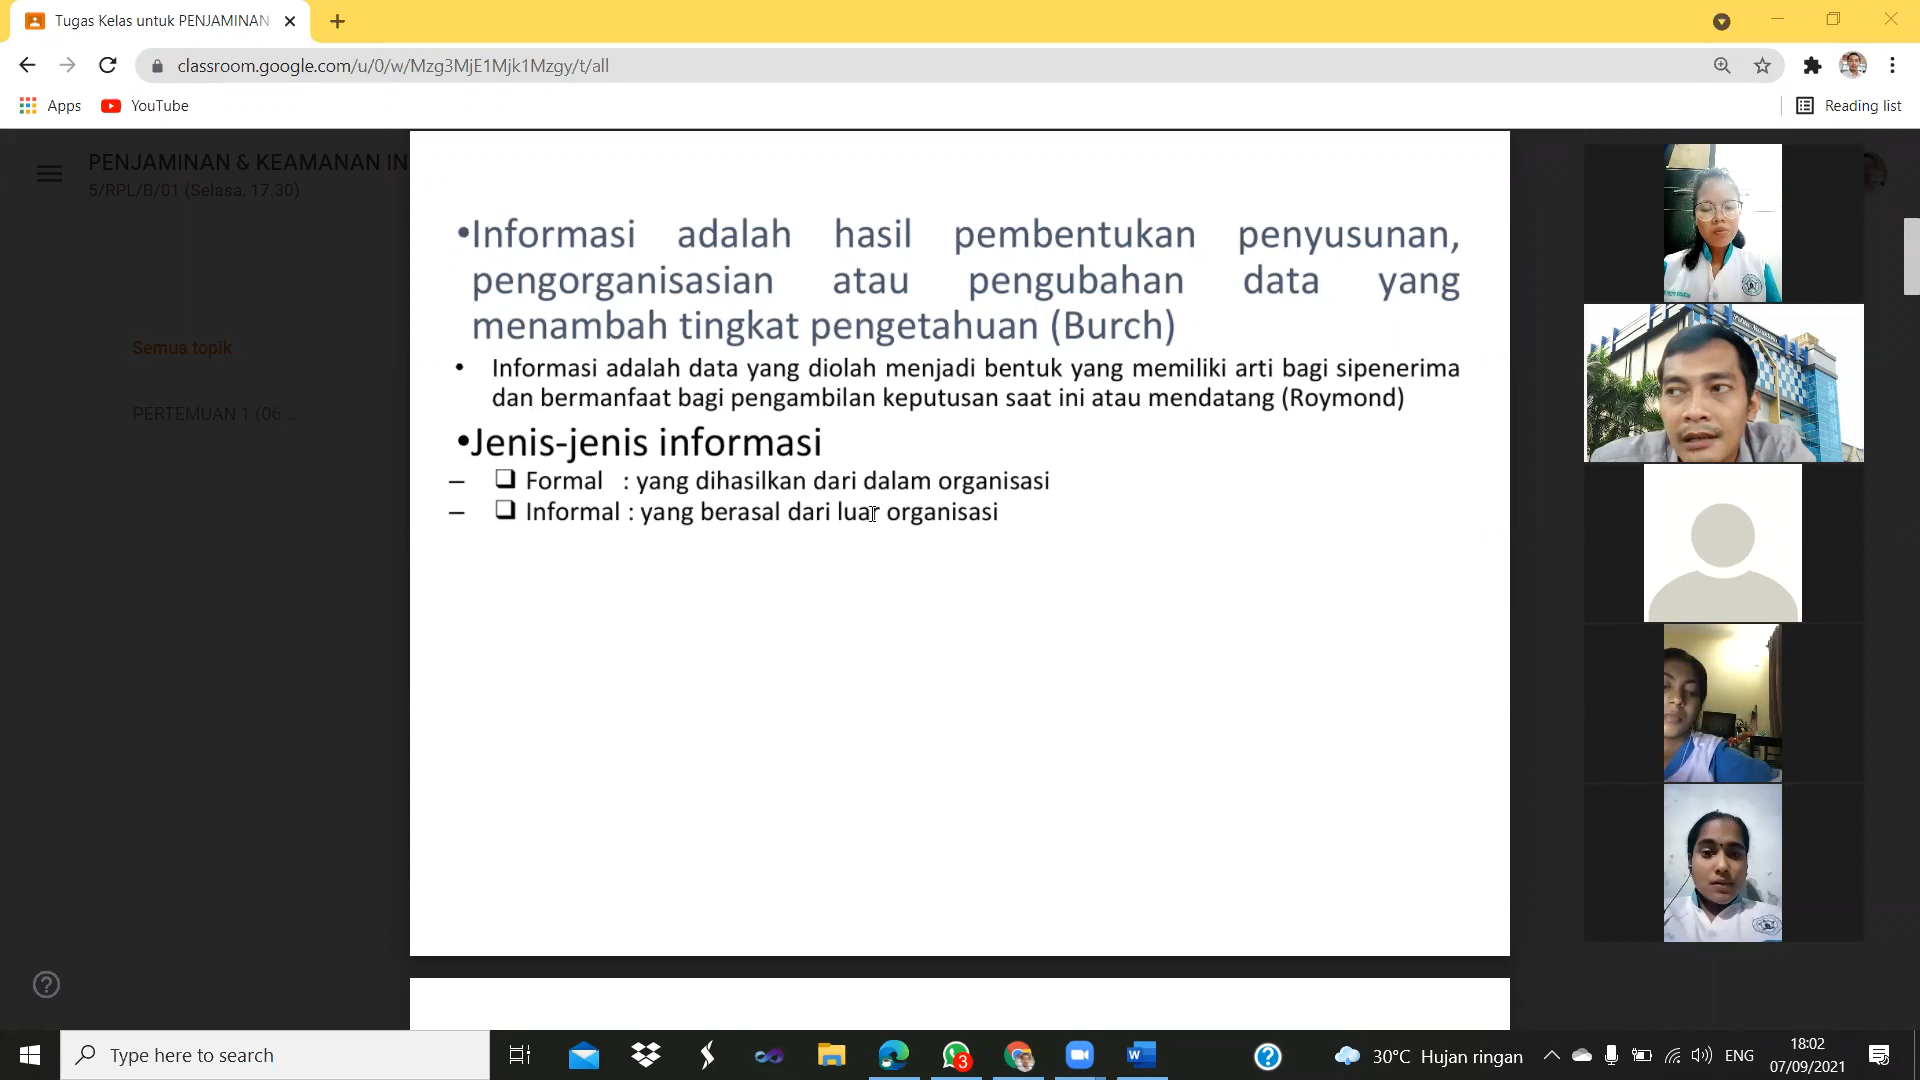 Tugas Kelas untuk PENJAMINAN
classroom.google.com/u/0/w/Mzg3MjE1Mjk1Mzgy/t/all
Apps YouTube Reading list
PENJAMINAN & KEAMANAN IN
5/RPL/B/01 (Selasa, 17.30)
Semua topik
PERTEMUAN 1 (06 ...
•Informasi adalah hasil pembentukan penyusunan,
pengorganisasian atau pengubahan data yang
menambah tingkat pengetahuan (Burch)
• Informasi adalah data yang diolah menjadi bentuk yang memiliki arti bagi sipenerima
dan bermanfaat bagi pengambilan keputusan saat ini atau mendatang (Roymond)
•Jenis-jenis informasi
– ❑ Formal : yang dihasilkan dari dalam organisasi
– ❑ Informal : yang berasal dari luar organisasi
Type here to search
3
30°C Hujan ringan
ENG
18:02
07/09/2021